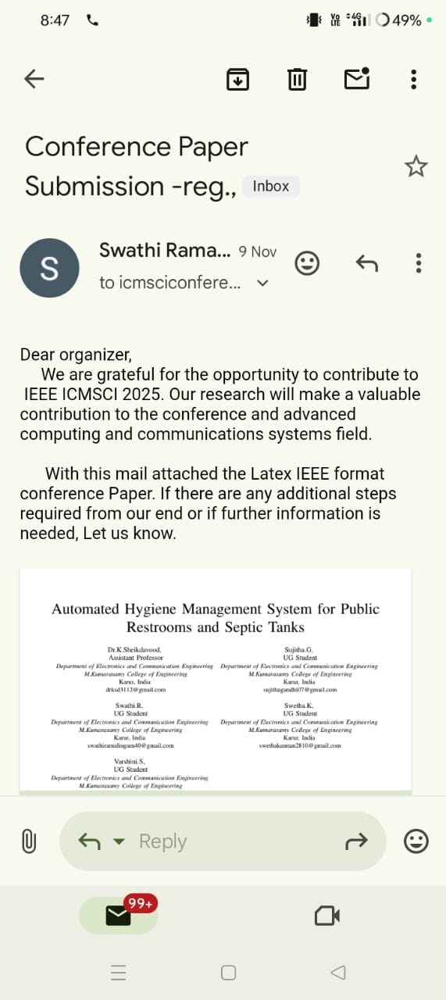 8:47
Vo
LTE
4G
49%
Conference Paper
Submission -reg.,
Inbox
S
Swathi Rama... 9 Nov
to icmsciconfere...
Dear organizer,
We are grateful for the opportunity to contribute to
IEEE ICMSCI 2025. Our research will make a valuable
contribution to the conference and advanced
computing and communications systems field.
With this mail attached the Latex IEEE format
conference Paper. If there are any additional steps
required from our end or if further information is
needed, Let us know.
Automated Hygiene Management System for Public
Restrooms and Septic Tanks
Dr.K.Sheikdavood,
Assistant Professor
Department of Electronics and Communication Engineering
M.Kumarasamy College of Engineering
Karur, India
drksd3112@gmail.com
Sujitha.G,
UG Student
Department of Electronics and Communication Engineering
M.Kumarasamy College of Engineering
Karur, India
sujithagandhi07@gmail.com
Swathi.R,
UG Student
Department of Electronics and Communication Engineering
M.Kumarasamy College of Engineering
Karur, India
swathiramalingam40@gmail.com
Swetha.K,
UG Student
Department of Electronics and Communication Engineering
M.Kumarasamy College of Engineering
Karur, India
swethakannan2810@gmail.com
Varshini.S,
UG Student
Department of Electronics and Communication Engineering
M.Kumarasamy College of Engineering
Reply
99+